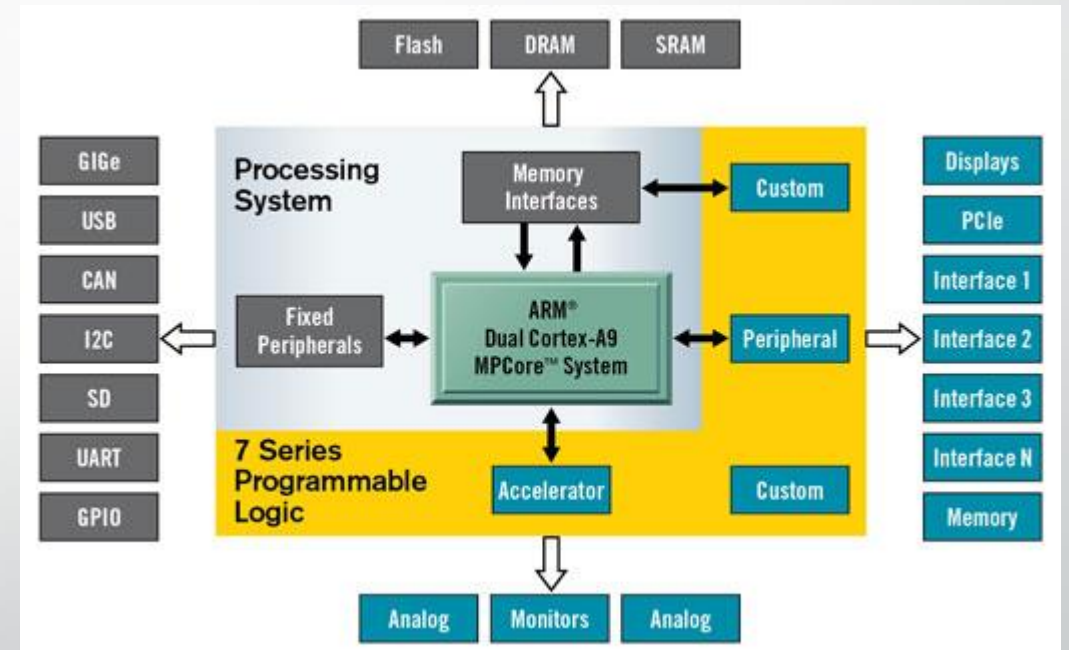 Flash
DRAM
SRAM
GIGe
USB
CAN
I2C
SD
UART
GPIO
Processing
System
Memory
Interfaces
Custom
Fixed
Peripherals
ARM®
Dual Cortex-A9
MPCore™ System
Peripheral
7 Series
Programmable
Logic
Accelerator
Custom
Displays
PCIe
Interface 1
Interface 2
Interface 3
Interface N
Memory
Analog
Monitors
Analog